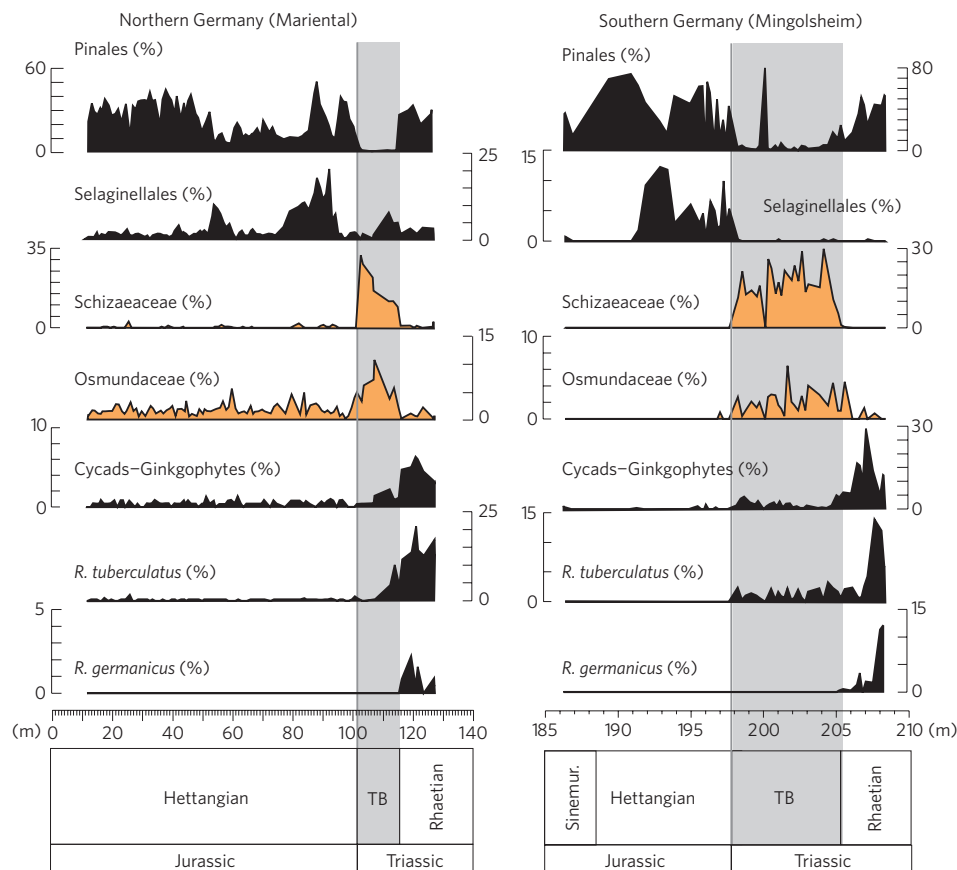 Northern Germany (Mariental)
Pinales (%)
60
0
25
Selaginellales (%)
0
35
Schizaeaceae (%)
0
15
Osmundaceae (%)
0
10
Cycads–Ginkgophytes (%)
0
25
R. tuberculatus (%)
0
5
R. germanicus (%)
0
(m) 0 20 40 60 80 100 120 140
Hettangian TB Rhaetian
Jurassic Triassic
Southern Germany (Mingolsheim)
Pinales (%)
80
0
15
Selaginellales (%)
0
30
Schizaeaceae (%)
0
10
Osmundaceae (%)
0
30
Cycads–Ginkgophytes (%)
0
15
R. tuberculatus (%)
0
15
R. germanicus (%)
0
185 190 195 200 205 210 (m)
Sinemur. Hettangian TB Rhaetian
Jurassic Triassic